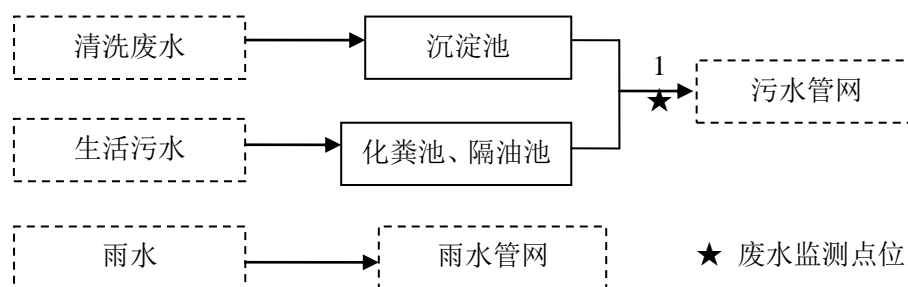 清洗废水
沉淀池
1
★
污水管网
生活污水
化粪池、隔油池
雨水
雨水管网
★ 废水监测点位